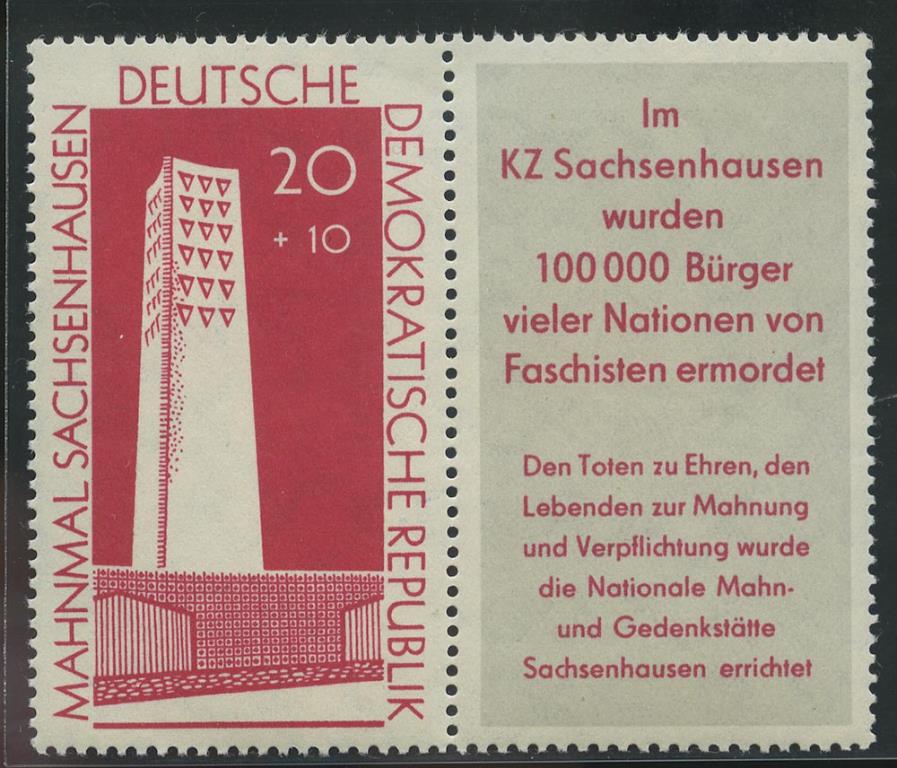 DEUTSCHE
DEMOKRATISCHE REPUBLIK
MAHNMAL SACHSENHAUSEN
20
+ 10
Im
KZ Sachsenhausen
wurden
100 000 Bürger
vieler Nationen von
Faschisten ermordet
Den Toten zu Ehren, den
Lebenden zur Mahnung
und Verpflichtung wurde
die Nationale Mahn-
und Gedenkstätte
Sachsenhausen errichtet